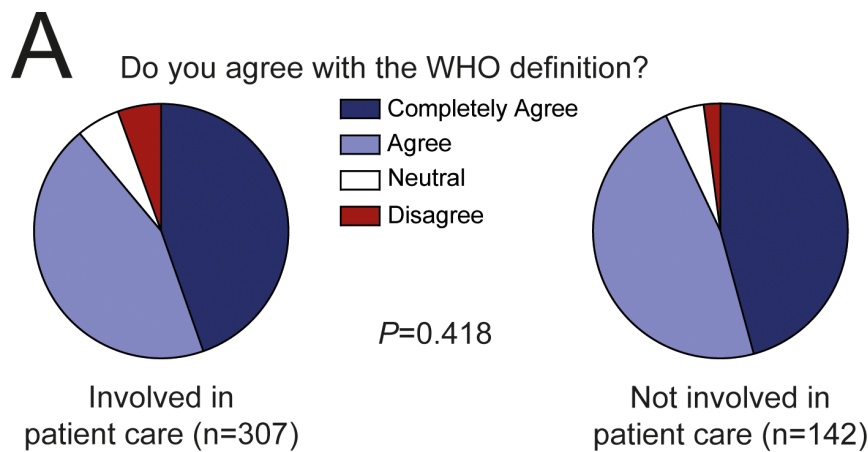 A
Do you agree with the WHO definition?
Completely Agree
Agree
Neutral
Disagree
P=0.418
Involved in
patient care (n=307)
Not involved in
patient care (n=142)